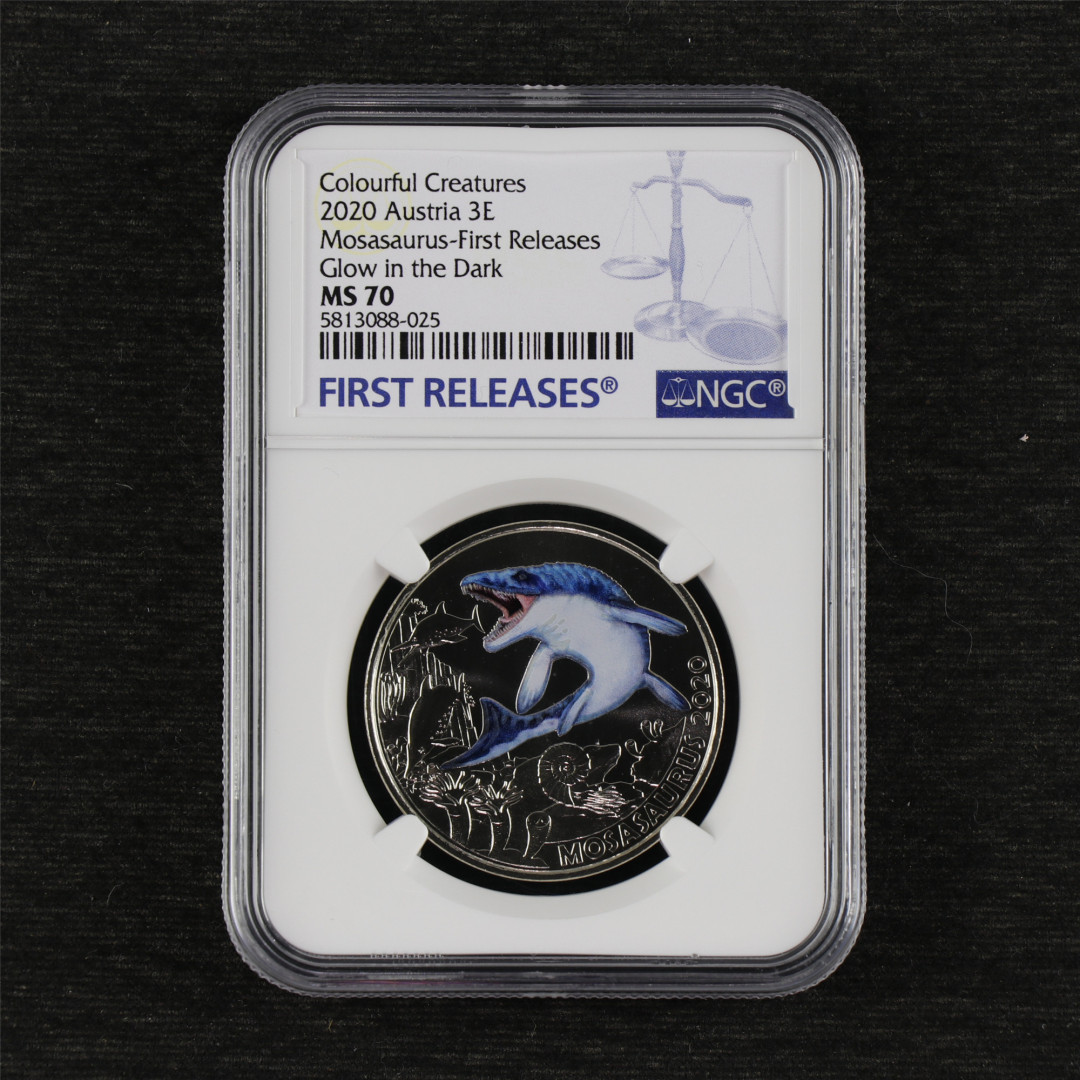 Colourful Creatures
2020 Austria 3E
Mosasaurus-First Releases
Glow in the Dark
MS 70
5813088-025
FIRST RELEASES®
NGC®
MOSASAURUS 2020